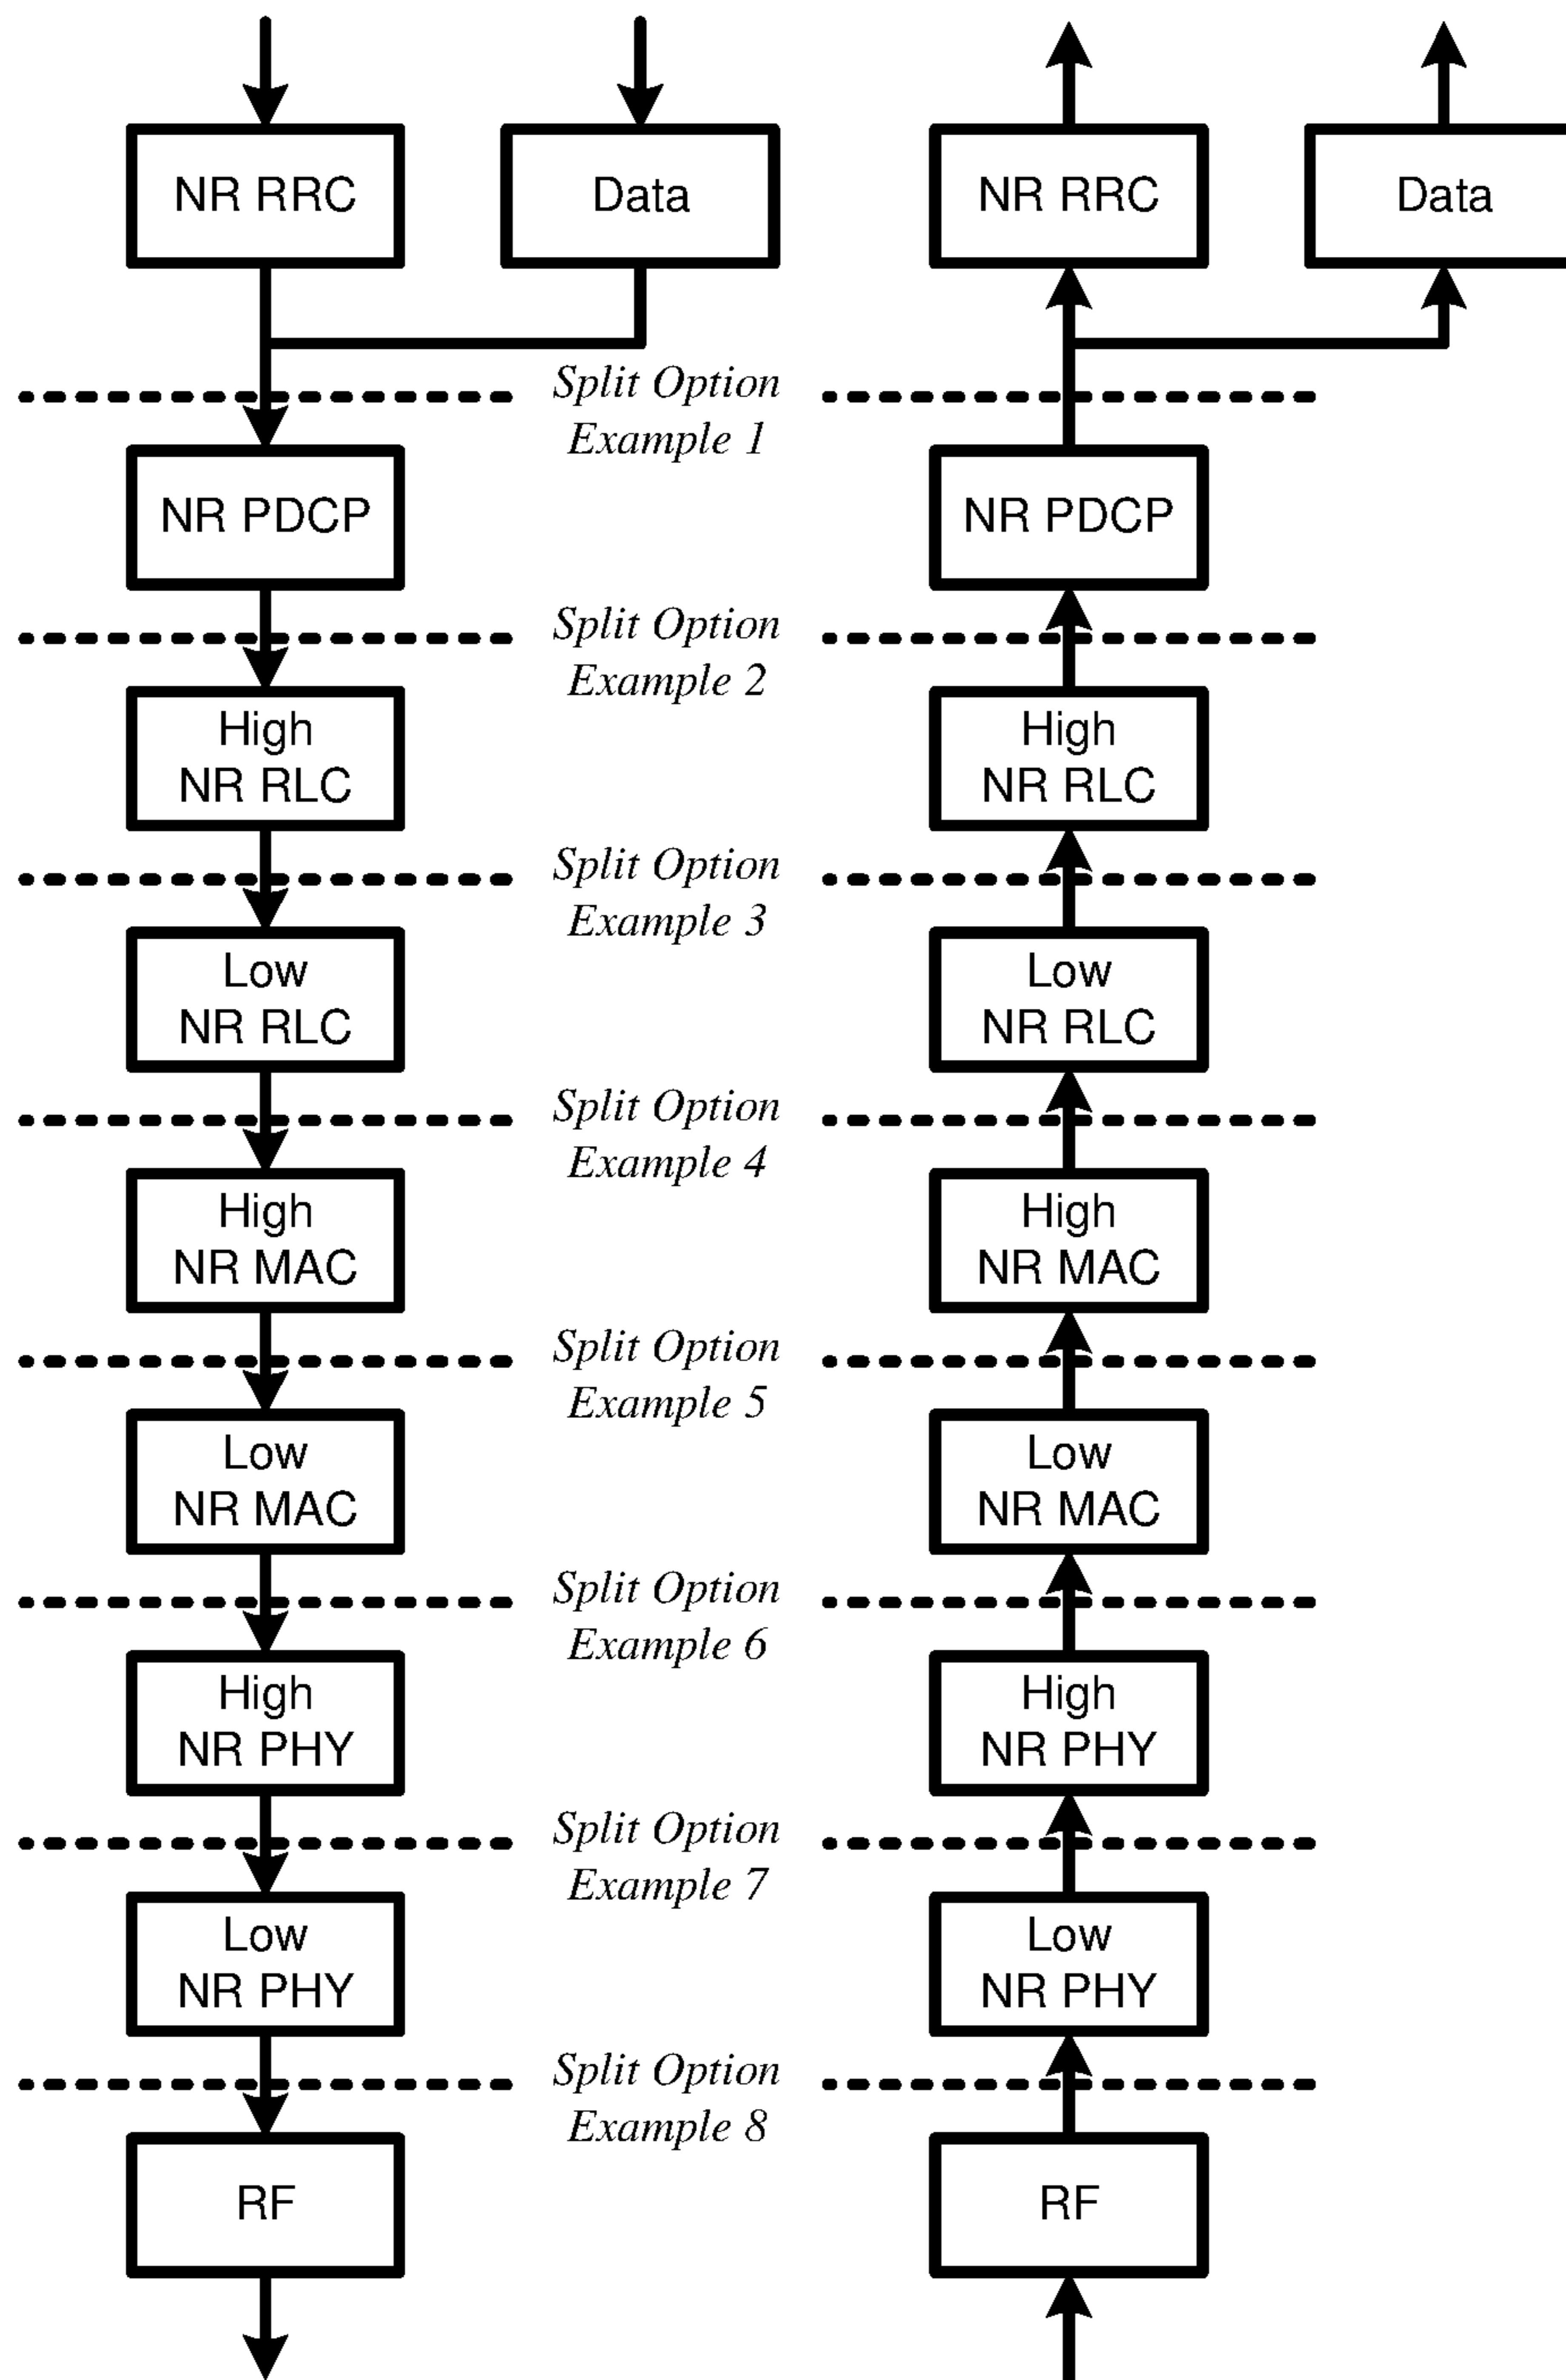 NR RRC
Data
NR RRC
Data
Split Option
Example 1
NR PDCP
NR PDCP
Split Option
Example 2
High
NR RLC
High
NR RLC
Split Option
Example 3
Low
NR RLC
Low
NR RLC
Split Option
Example 4
High
NR MAC
High
NR MAC
Split Option
Example 5
Low
NR MAC
Low
NR MAC
Split Option
Example 6
High
NR PHY
High
NR PHY
Split Option
Example 7
Low
NR PHY
Low
NR PHY
Split Option
Example 8
RF
RF